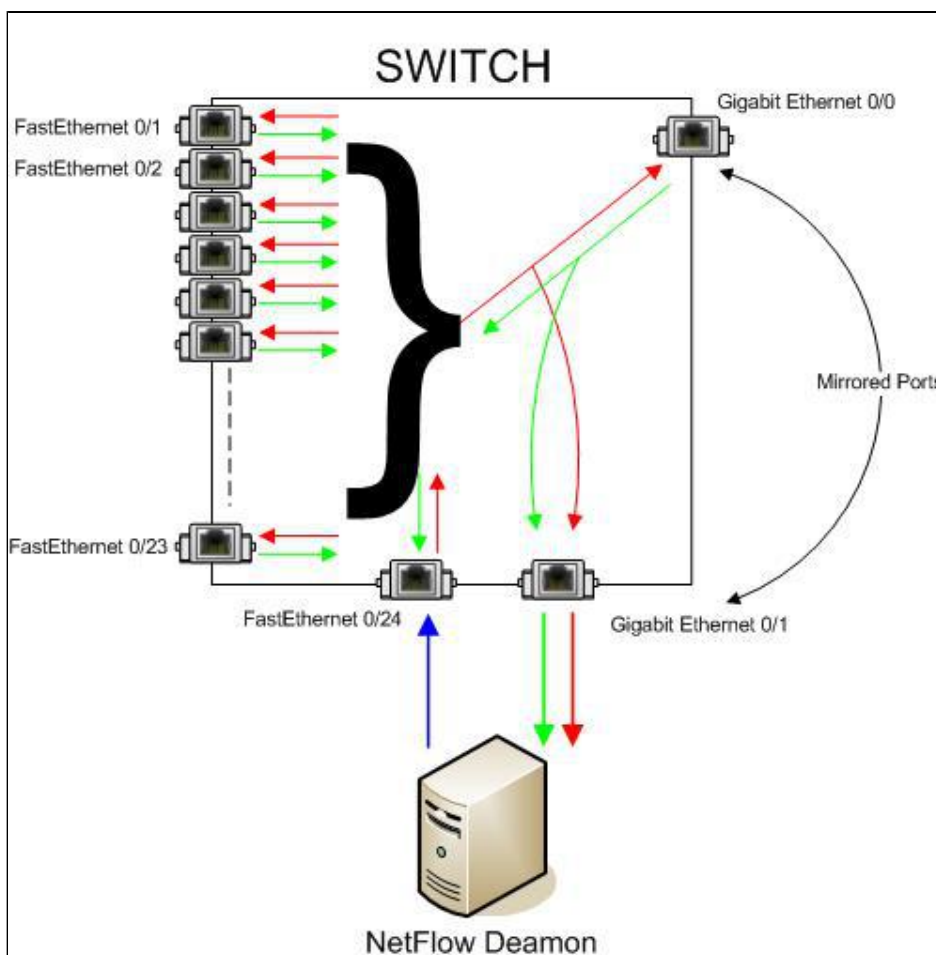 SWITCH
Gigabit Ethernet 0/0
FastEthernet 0/1
FastEthernet 0/2
Mirrored Ports
FastEthernet 0/23
FastEthernet 0/24
Gigabit Ethernet 0/1
NetFlow Deamon